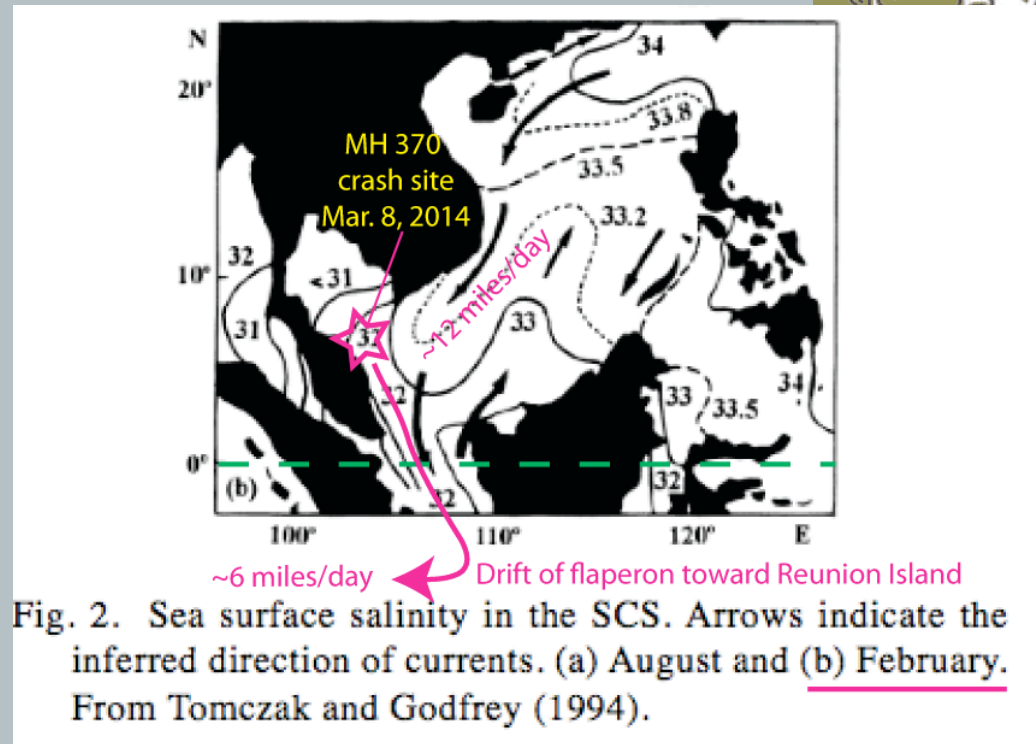 N
34
20°
33.8
MH 370
crash site
Mar. 8, 2014
33.5
33.2
32
10°
<31
~12 miles/day
31
32
33
32
34
33
33.5
0°
(b)
32
32
100°
110°
120°
E
~6 miles/day
Drift of flaperon toward Reunion Island
Fig. 2. Sea surface salinity in the SCS. Arrows indicate the
inferred direction of currents. (a) August and (b) February.
From Tomczak and Godfrey (1994).